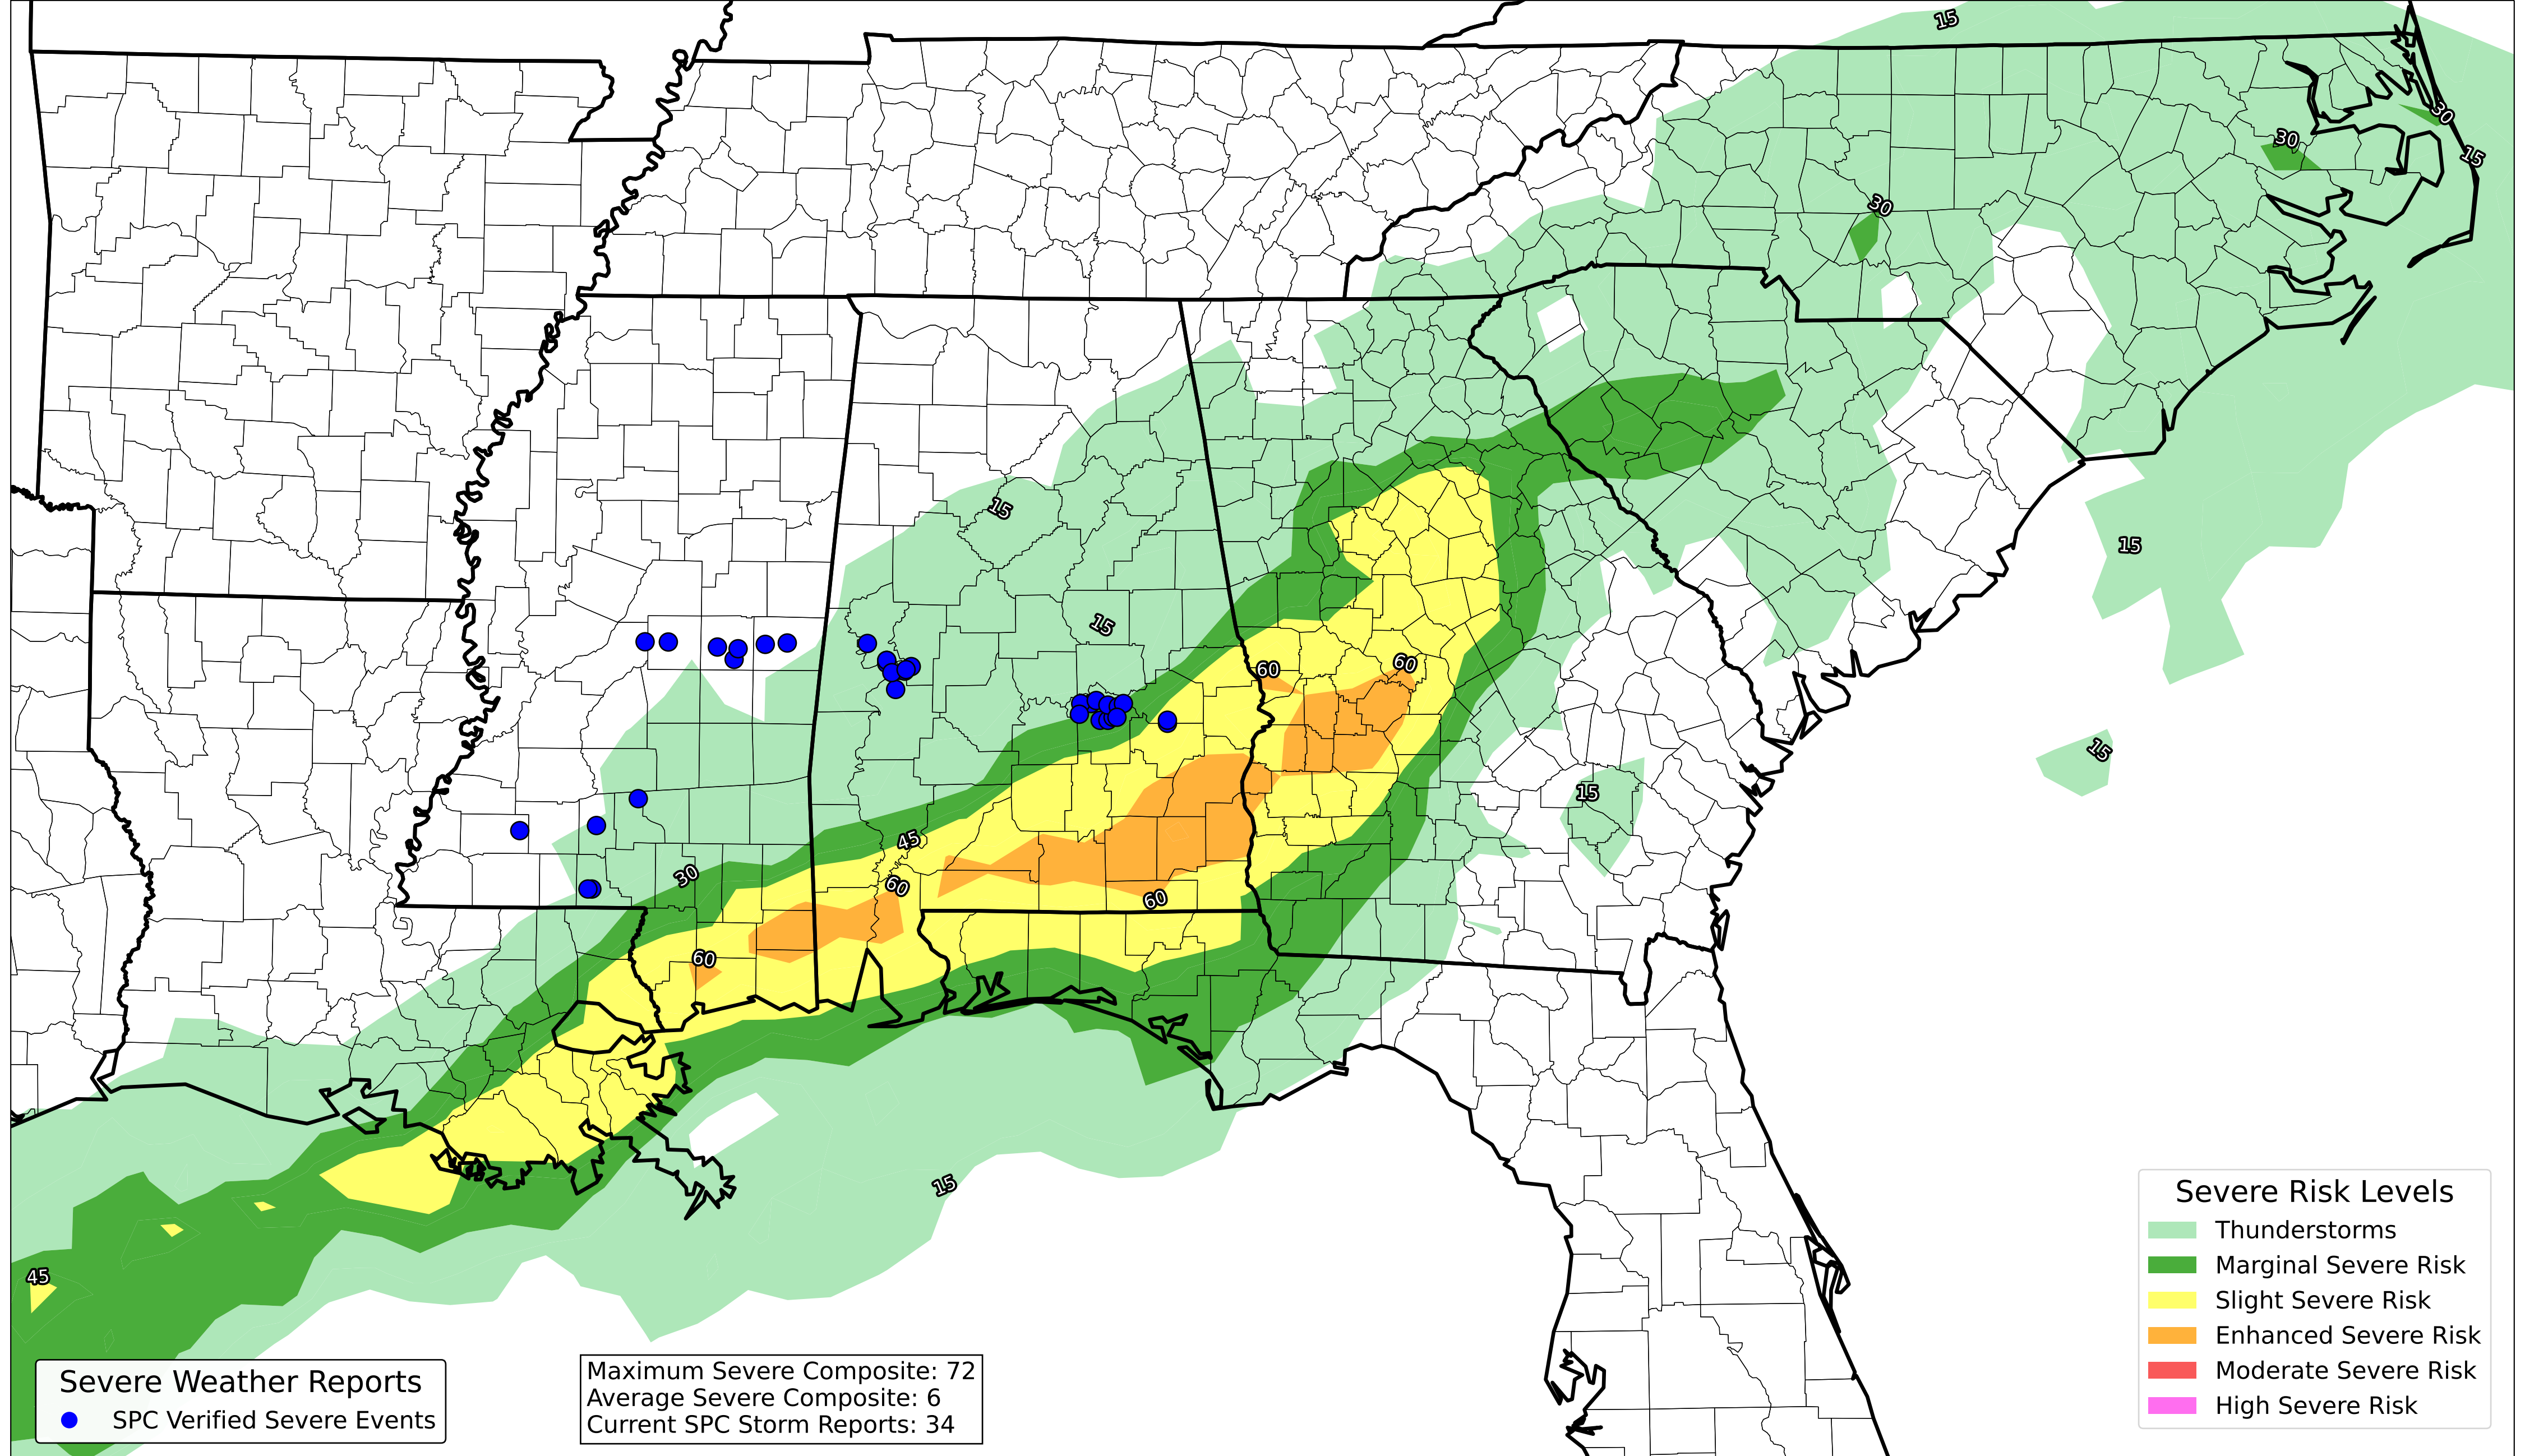 15
30
30
15
30
15
15
15
60
60
15
15
45
30
60
60
60
15
45
Severe Weather Reports
SPC Verified Severe Events
Maximum Severe Composite: 72
Average Severe Composite: 6
Current SPC Storm Reports: 34
Severe Risk Levels
Thunderstorms
Marginal Severe Risk
Slight Severe Risk
Enhanced Severe Risk
Moderate Severe Risk
High Severe Risk